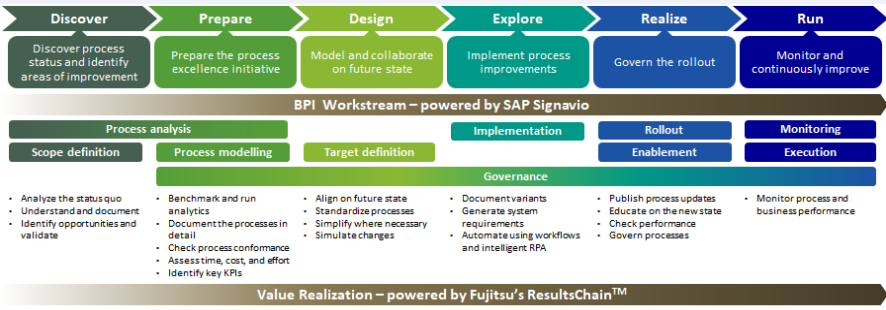 Discover
Prepare
Design
Explore
Realize
Run
Discover process
status and identify
areas of improvement
Prepare the process
excellence initiative
Model and collaborate
on future state
Implement process
improvements
Govern the rollout
Monitor and
continuously improve
BPI Workstream – powered by SAP Signavio
Process analysis
Implementation
Rollout
Monitoring
Scope definition
Process modelling
Target definition
Enablement
Execution
Governance
• Analyze the status quo
• Understand and document
• Identify opportunities and
validate
• Benchmark and run
analytics
• Document the processes in
detail
• Check process conformance
• Assess time, cost, and effort
• Identify key KPIs
• Align on future state
• Standardize processes
• Simplify where necessary
• Simulate changes
• Document variants
• Generate system
requirements
• Automate using workflows
and intelligent RPA
• Publish process updates
• Educate on the new state
• Check performance
• Govern processes
• Monitor process and
business performance
Value Realization – powered by Fujitsu's ResultsChain™